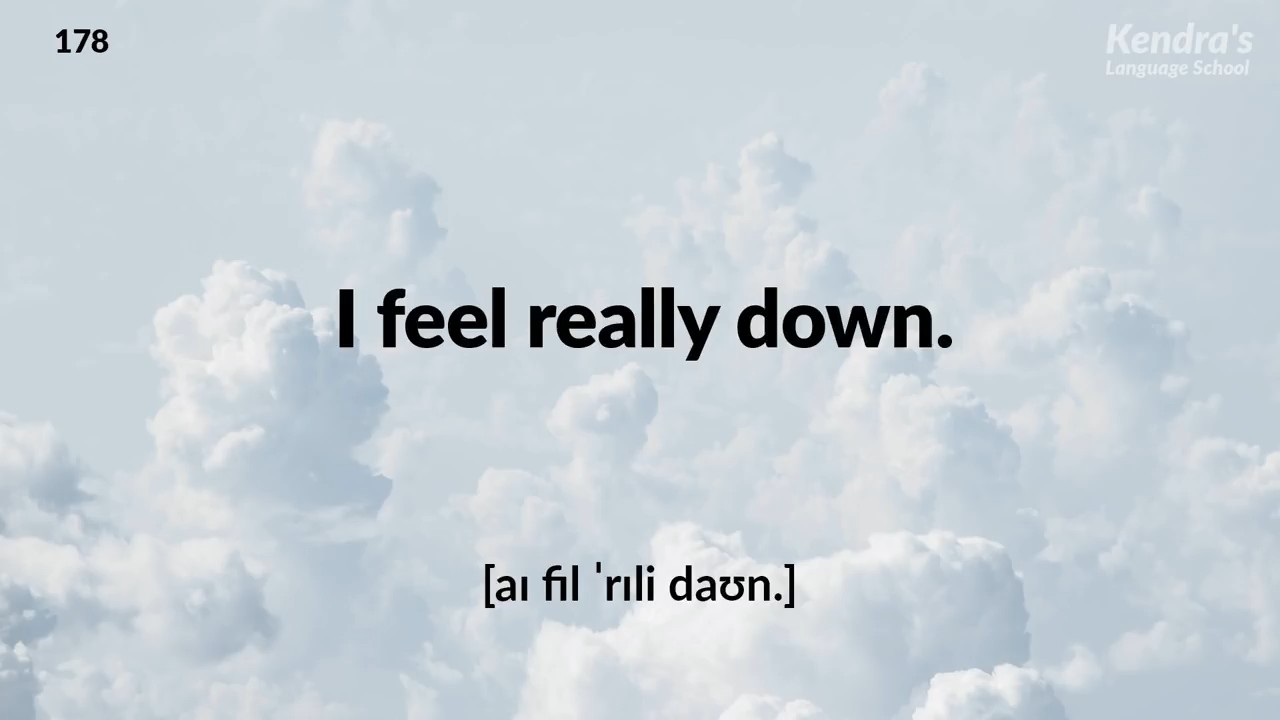 178
Kendra's
Language School
I feel really down.
[aɪ fil ˈrɪli daʊn.]